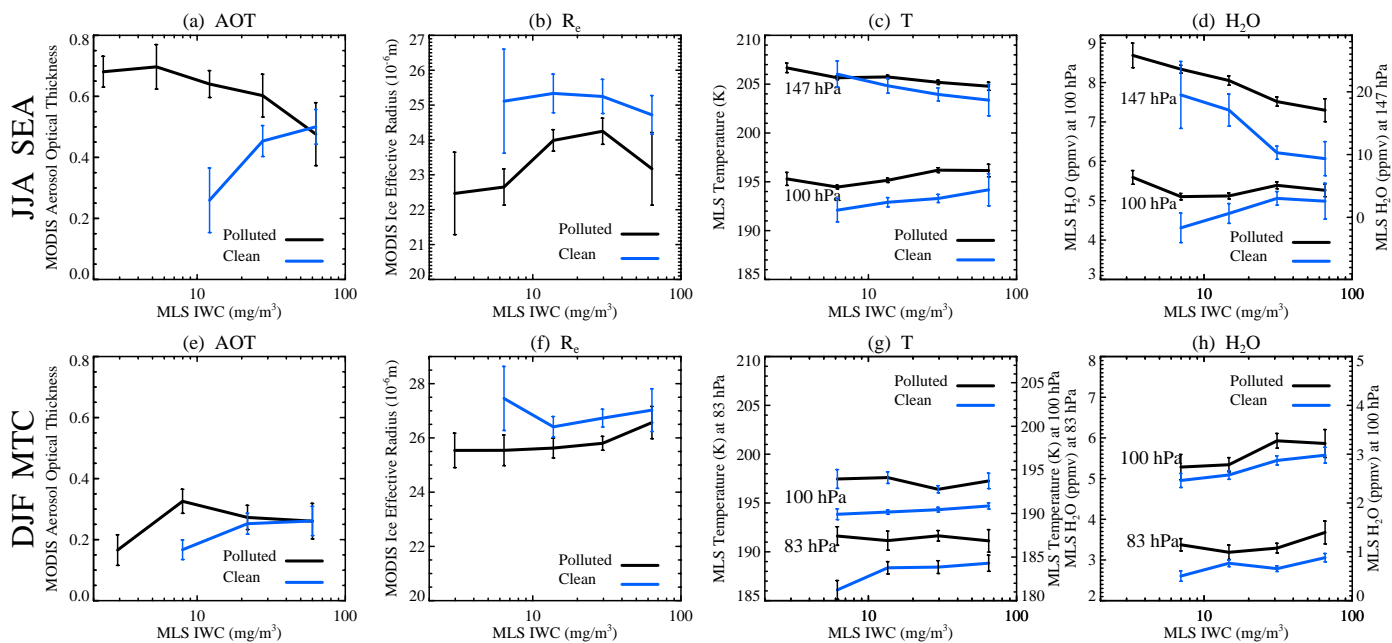 (a) AOT
(b) Re
(c) T
(d) H2O
JJA SEA
MODIS Aerosol Optical Thickness
0.8
0.6
0.4
0.2
0.0
Polluted
Clean
10
100
MLS IWC (mg/m³)
MODIS Ice Effective Radius (10⁻⁶m)
28
27
26
25
24
23
22
21
20
Polluted
Clean
10
100
MLS IWC (mg/m³)
MLS Temperature (K)
210
205
200
195
190
185
147 hPa
100 hPa
Polluted
Clean
10
100
MLS IWC (mg/m³)
MLS H2O (ppmv) at 100 hPa
9
8
7
6
5
4
3
147 hPa
100 hPa
Polluted
Clean
20
10
0
MLS H2O (ppmv) at 147 hPa
10
100
MLS IWC (mg/m³)
(e) AOT
(f) Re
(g) T
(h) H2O
DJF MTC
MODIS Aerosol Optical Thickness
0.8
0.6
0.4
0.2
0.0
Polluted
Clean
10
100
MLS IWC (mg/m³)
MODIS Ice Effective Radius (10⁻⁶m)
28
26
24
22
20
Polluted
Clean
10
100
MLS IWC (mg/m³)
MLS Temperature (K) at 83 hPa
210
205
200
195
190
185
Polluted
Clean
100 hPa
83 hPa
205
200
195
190
185
180
MLS Temperature (K) at 100 hPa
10
100
MLS IWC (mg/m³)
MLS H2O (ppmv) at 83 hPa
8
7
6
5
4
3
2
Polluted
Clean
100 hPa
83 hPa
5
4
3
2
1
0
MLS H2O (ppmv) at 100 hPa
10
100
MLS IWC (mg/m³)